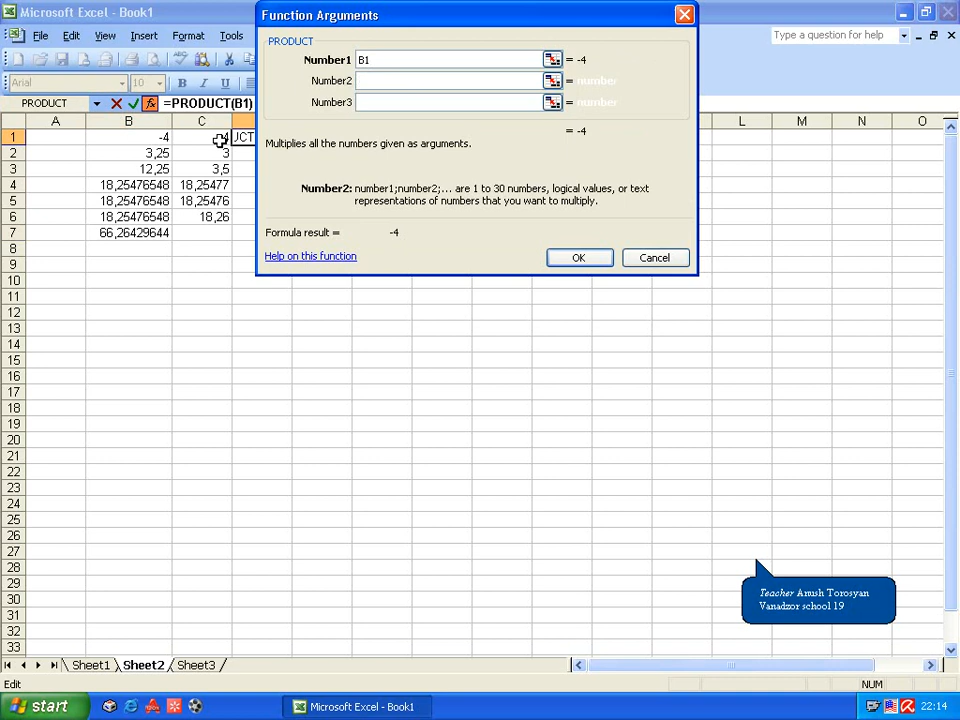 Microsoft Excel - Book1
File Edit View Insert Format Tools
Type a question for help
Arial 10 B I U
PRODUCT =PRODUCT(B1)
Function Arguments
PRODUCT
Number1 B1 = -4
Number2 = number
Number3 = number
= -4
Multiplies all the numbers given as arguments.
Number2: number1;number2;... are 1 to 30 numbers, logical values, or text
representations of numbers that you want to multiply.
Formula result = -4
Help on this function
OK Cancel
A B C L M N O
1 -4 4 JCT
2 3,25 3
3 12,25 3,5
4 18,25476548 18,25477
5 18,25476548 18,25476
6 18,25476548 18,26
7 66,26429644
8
9
10
11
12
13
14
15
16
17
18
19
20
21
22
23
24
25
26
27
28
29
30
31
32
33
Teacher Anush Torosyan
Vanadzor school 19
Sheet1 Sheet2 Sheet3
Edit NUM
start Microsoft Excel - Book1 22:14